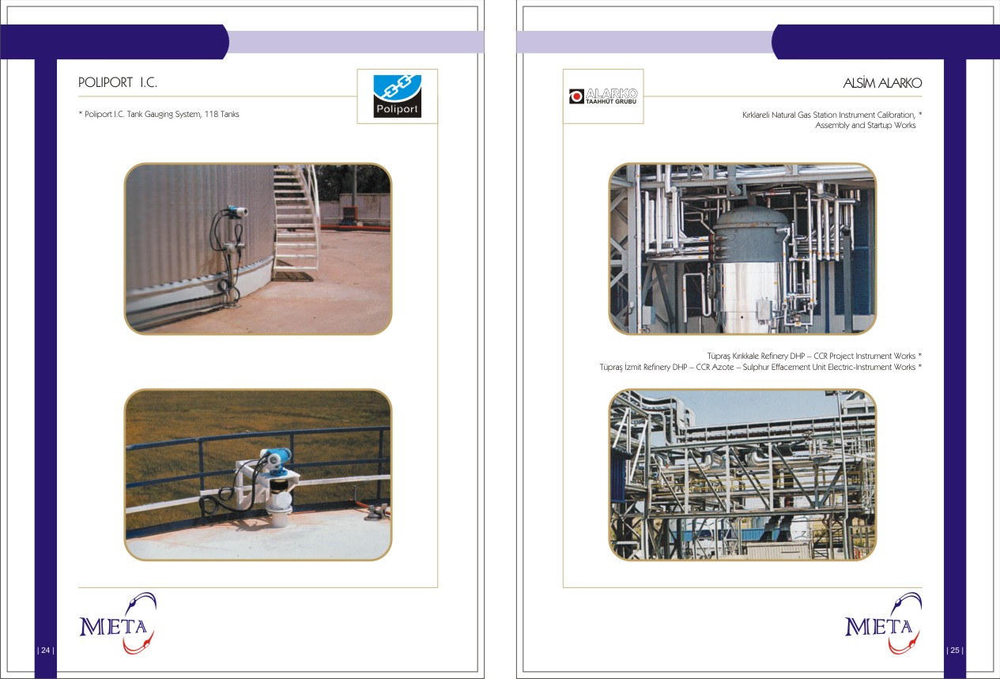 POLIPORT I.C.
Poliport
* Poliport I.C. Tank Gauging System, 118 Tanks
META
| 24 |
ALARKO
TAAHHÜT GRUBU
ALSİM ALARKO
Kırklareli Natural Gas Station Instrument Calibration, *
Assembly and Startup Works
Tüpraş Kırıkkale Refinery DHP – CCR Project Instrument Works *
Tüpraş İzmit Refinery DHP – CCR Azote – Sulphur Effacement Unit Electric-Instrument Works *
META
| 25 |